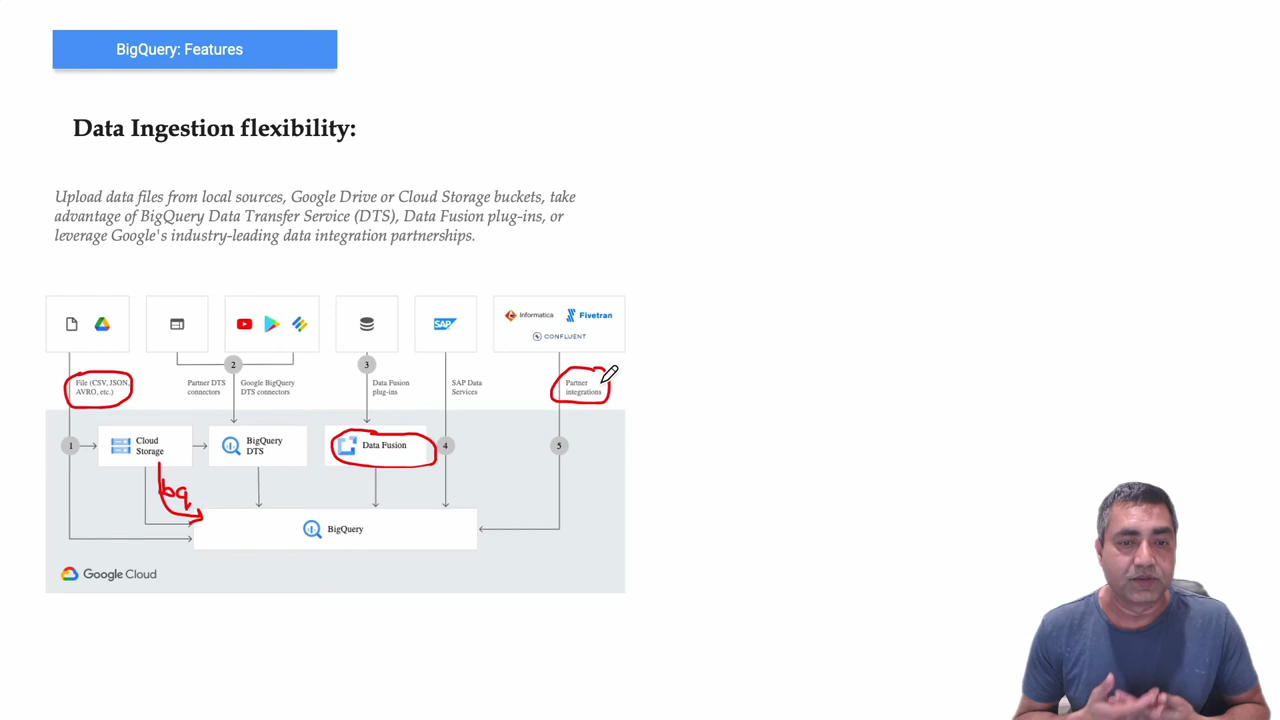 BigQuery: Features
Data Ingestion flexibility:
Upload data files from local sources, Google Drive or Cloud Storage buckets, take
advantage of BigQuery Data Transfer Service (DTS), Data Fusion plug-ins, or
leverage Google's industry-leading data integration partnerships.
SAP
Informatica
Fivetran
CONFLUENT
2
3
File (CSV, JSON,
AVRO, etc.)
Partner DTS
connectors
Google BigQuery
DTS connectors
Data Fusion
plug-ins
SAP Data
Services
Partner
integrations
1
Cloud
Storage
BigQuery
DTS
Data Fusion
4
5
bq
BigQuery
Google Cloud